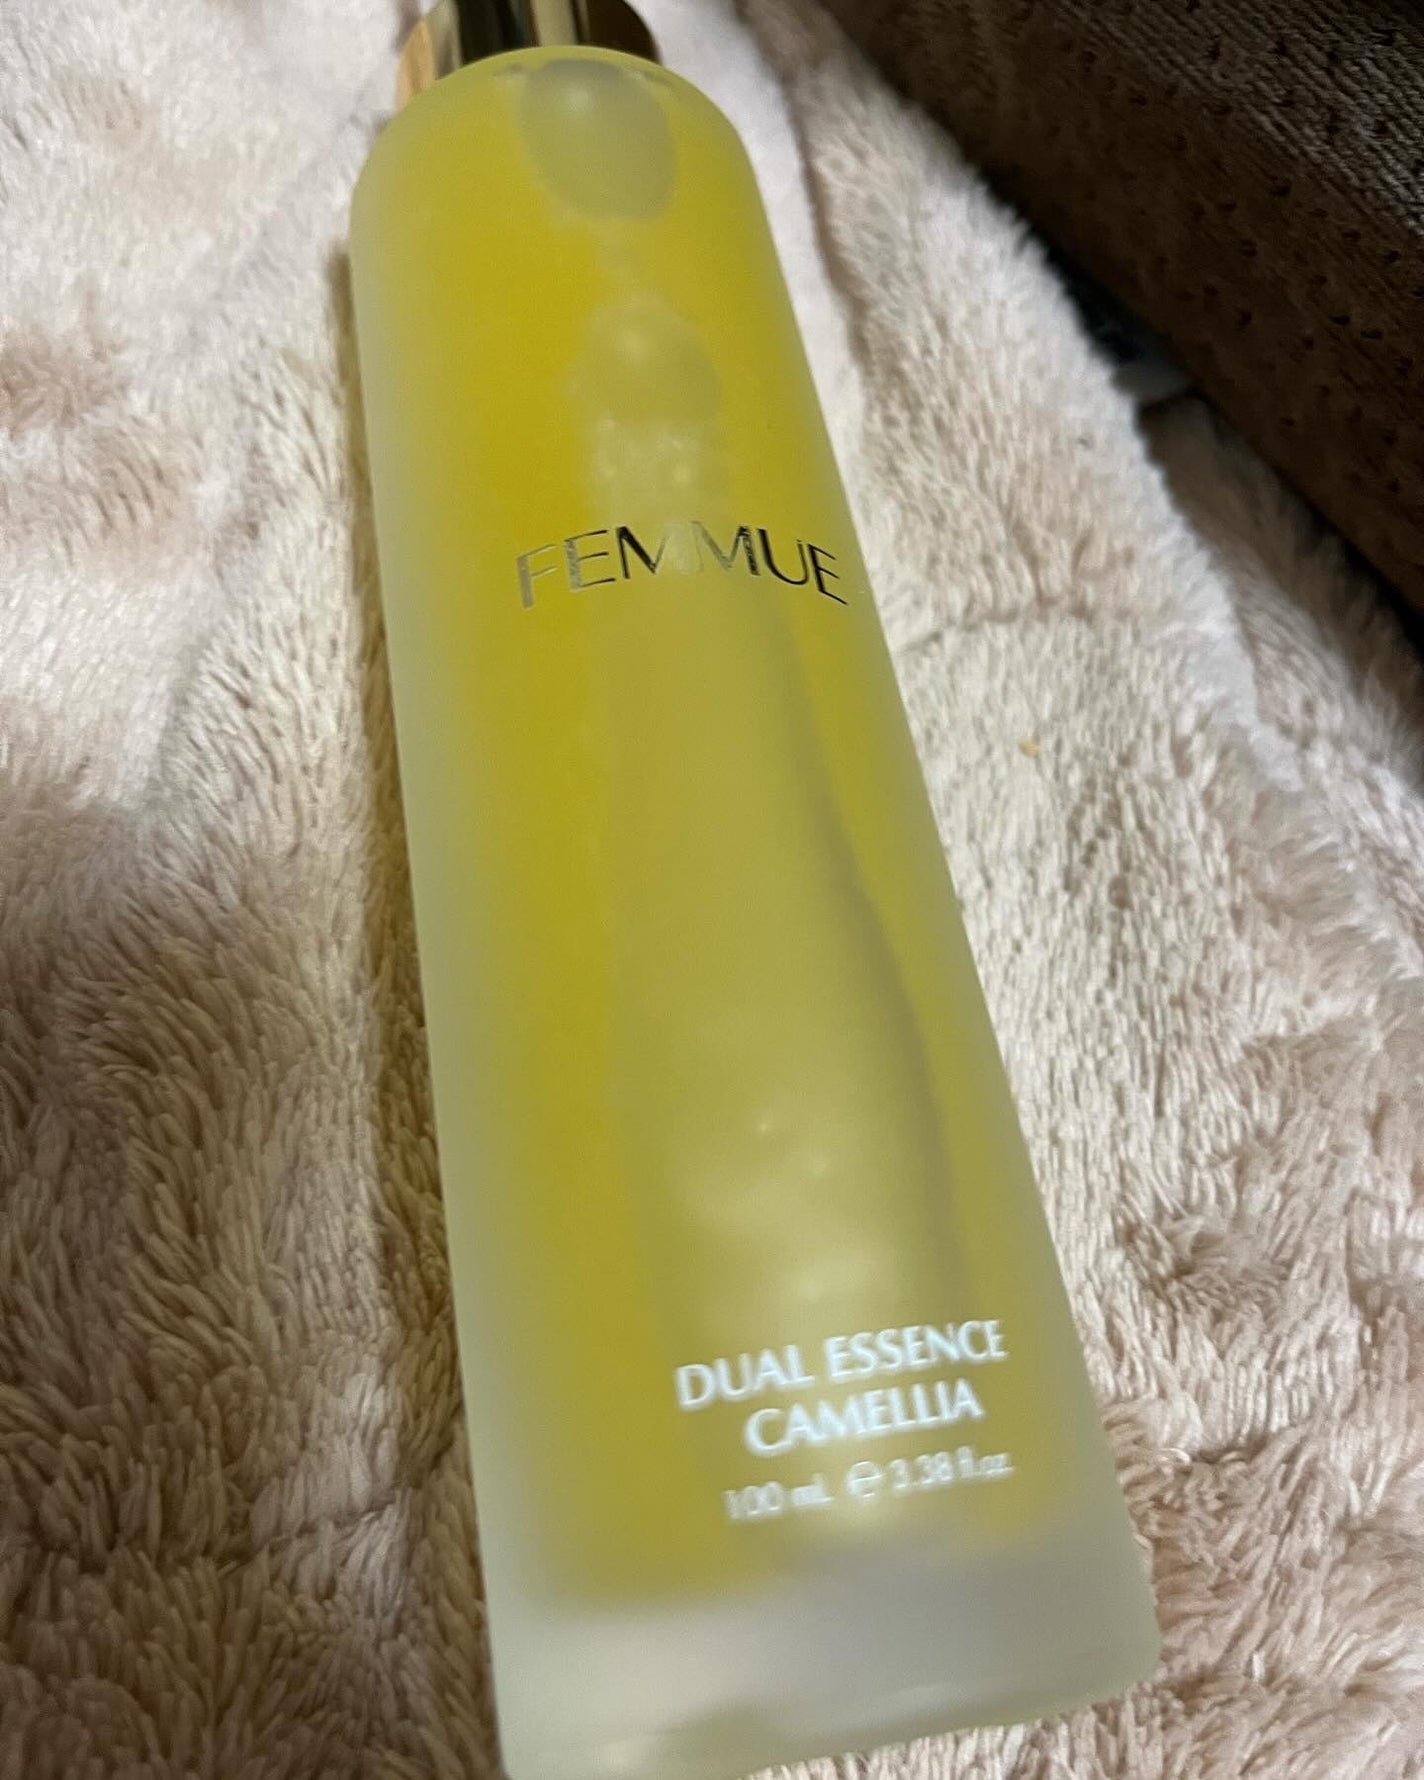 FEMMUE
DUAL ESSENCE
CAMELLIA
100 mL ℮ 3.38 fl.oz.